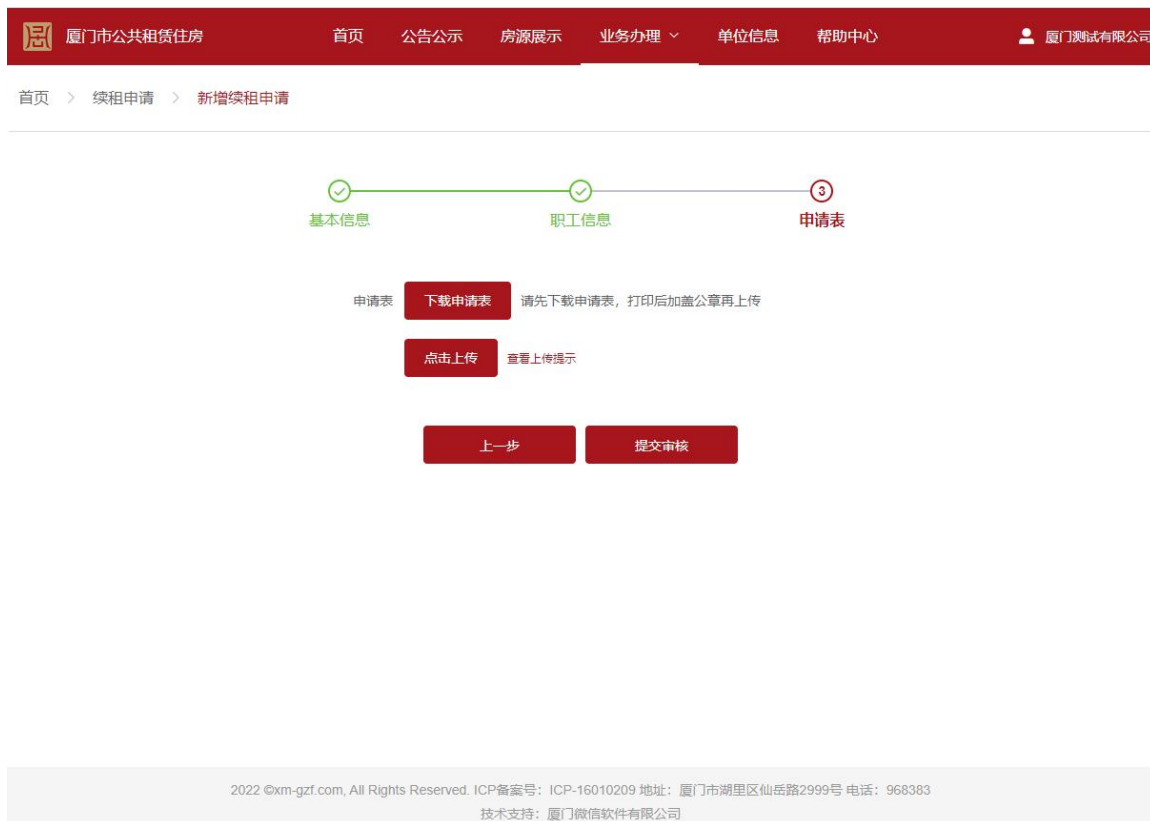 厦门市公共租赁住房 首页 公告公示 房源展示 业务办理 单位信息 帮助中心 厦门测试有限公司
首页 > 续租申请 > 新增续租申请
3
基本信息 职工信息 申请表
申请表 下载申请表 请先下载申请表，打印后加盖公章再上传
点击上传 查看上传提示
上一步 提交审核
2022 ©xm-gzf.com, All Rights Reserved. ICP备案号：ICP-16010209 地址：厦门市湖里区仙岳路2999号 电话：968383
技术支持：厦门微信软件有限公司